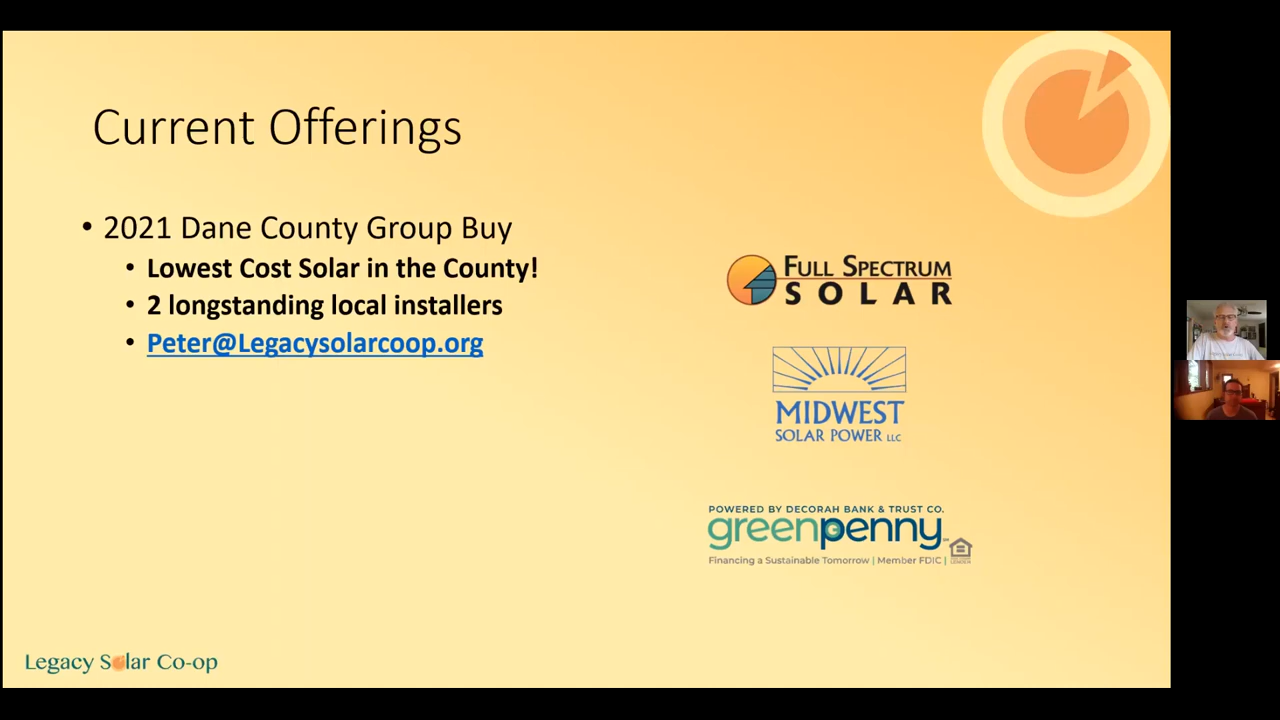 Current Offerings
• 2021 Dane County Group Buy
• Lowest Cost Solar in the County!
• 2 longstanding local installers
• Peter@Legacysolarcoop.org
FULL SPECTRUM
SOLAR
MIDWEST
SOLAR POWER LLC
POWERED BY DECORAH BANK & TRUST CO.
greenpenny
Financing a Sustainable Tomorrow | Member FDIC |
Legacy Solar Co-op